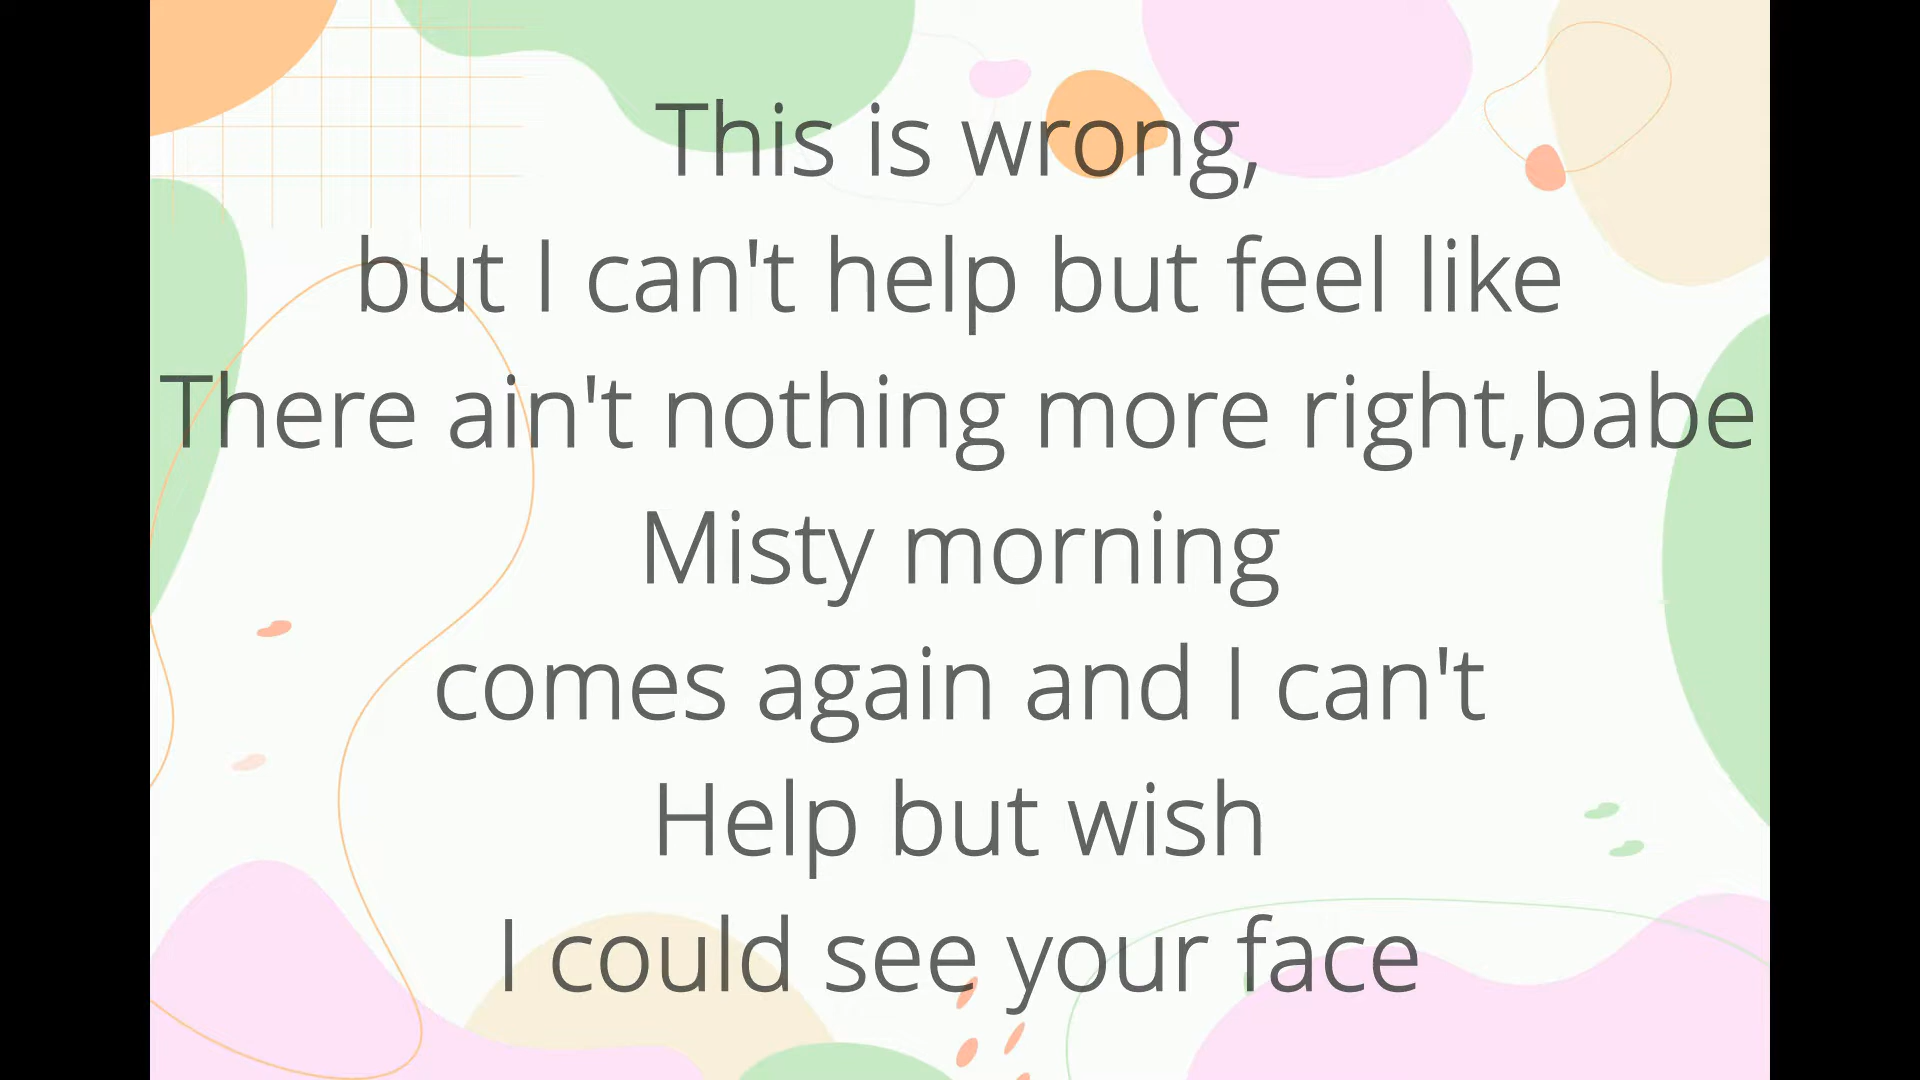 This is wrong,
but I can't help but feel like
There ain't nothing more right,babe
Misty morning
comes again and I can't
Help but wish
I could see your face